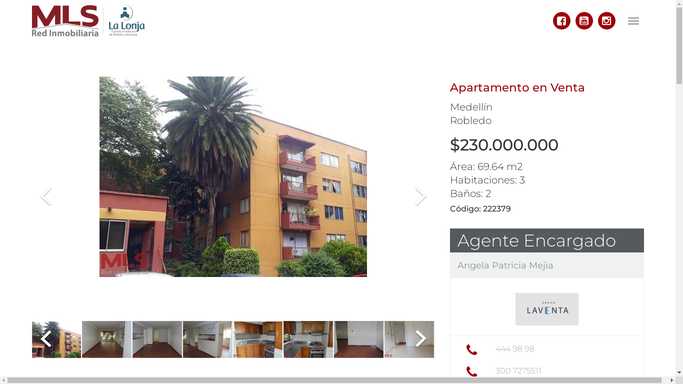 MLS
Red Inmobiliaria
La Lonja
Apartamento en Venta
Medellín
Robledo
$230.000.000
Área: 69.64 m2
Habitaciones: 3
Baños: 2
Código: 222379
Agente Encargado
Angela Patricia Mejia
LAVENTA
444 98 98
300 7275511
MLS